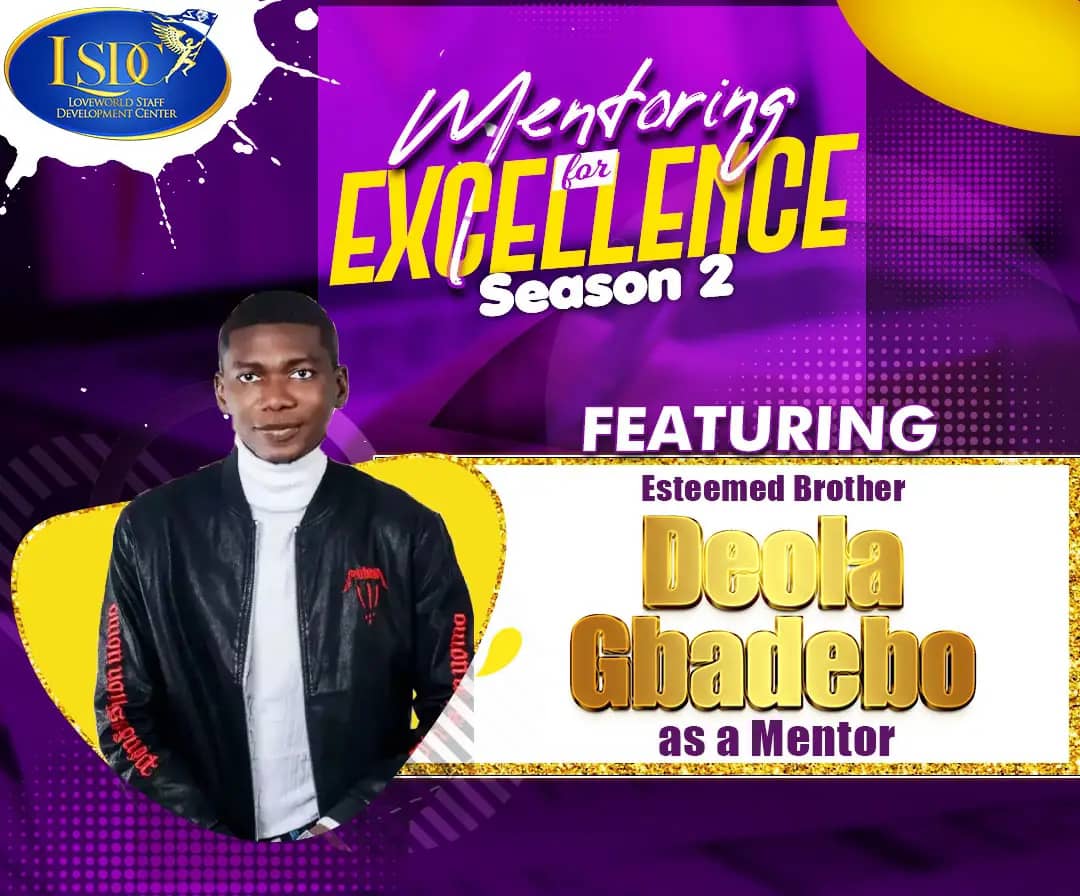 LSDC
LOVEWORLD STAFF
DEVELOPMENT CENTER
Mentoring
for
EXCELLENCE
Season 2
FEATURING
Esteemed Brother
Deola
Gbadebo
as a Mentor